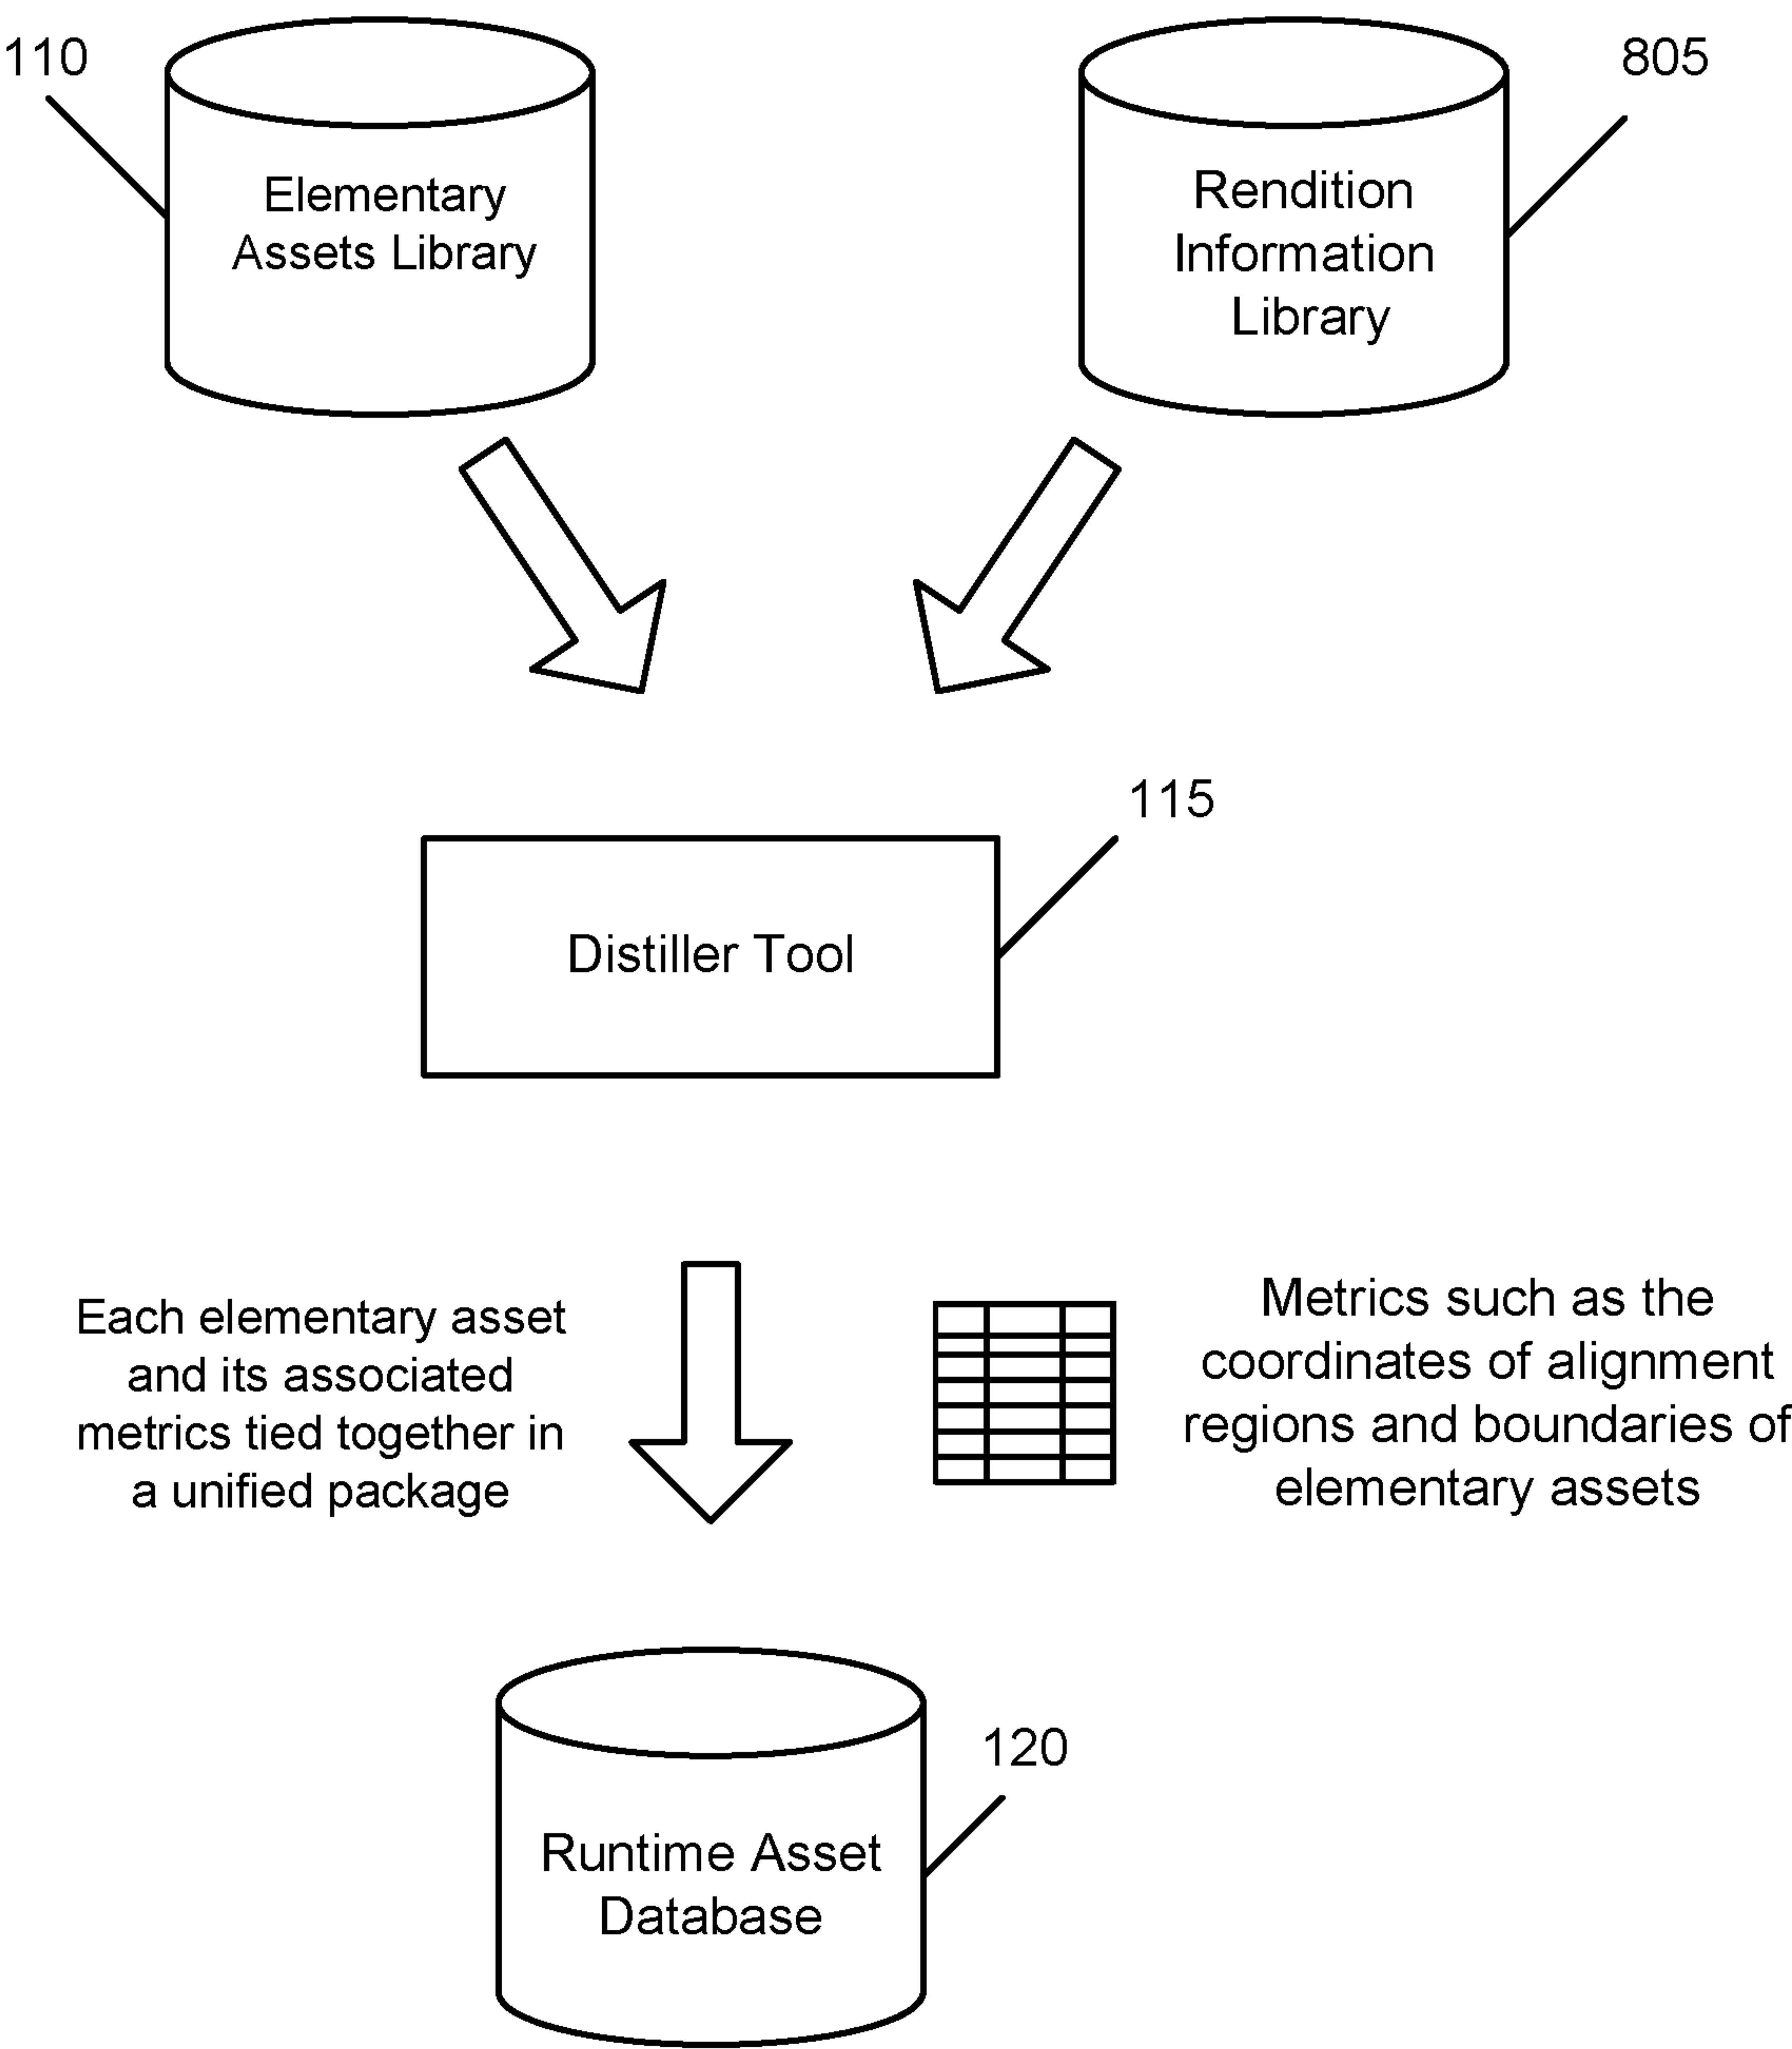 110
805
Elementary
Assets Library
Rendition
Information
Library
115
Distiller Tool
Each elementary asset
and its associated
metrics tied together in
a unified package
Metrics such as the
coordinates of alignment
regions and boundaries of
elementary assets
120
Runtime Asset
Database